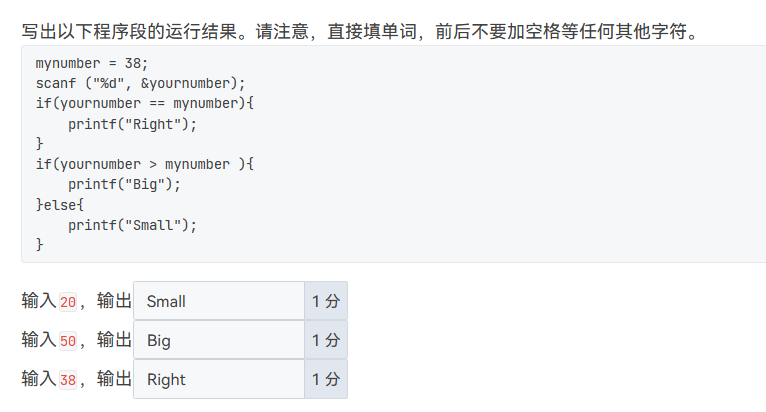 写出以下程序段的运行结果。请注意，直接填单词，前后不要加空格等任何其他字符。
mynumber = 38;
scanf ("%d", &yournumber);
if(yournumber == mynumber){
    printf("Right");
}
if(yournumber > mynumber ){
    printf("Big");
}else{
    printf("Small");
}
输入20，输出 Small 1 分
输入50，输出 Big 1 分
输入38，输出 Right 1 分